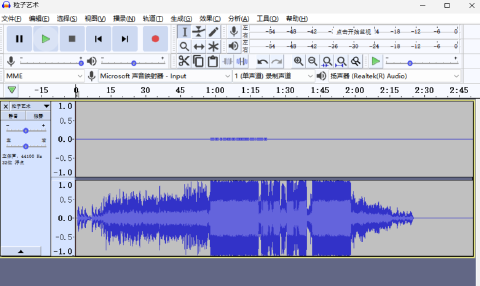 粒子艺术
文件(F) 编辑(E) 选择(S) 视图(V) 播录(N) 轨道(T) 生成(G) 效果(C) 分析(A) 工具(O) 帮助(H)
左 右 -54 -48 -42 点击开始监视 -18 -12 -6 0
左 右 -54 -48 -42 -36 -30 -24 -18 -12 -6 0
MME Microsoft 声音映射器 - Input 1 (单声道) 录制声道 扬声器 (Realtek(R) Audio)
-15 0 15 30 45 1:00 1:15 1:30 1:45 2:00 2:15 2:30 2:45
粒子艺术
静音 独奏
左 右
立体声, 44100 Hz
32位 浮点
1.0
0.5
0.0
-0.5
-1.0
1.0
0.5
0.0
-0.5
-1.0